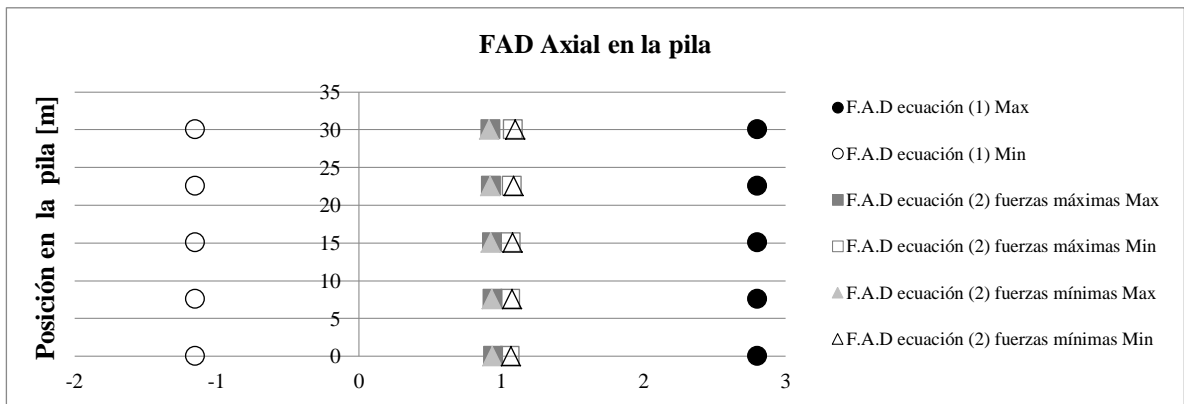 FAD Axial en la pila
Posición en la pila [m]
35
30
25
20
15
10
5
0
-2 -1 0 1 2 3
F.A.D ecuación (1) Max
F.A.D ecuación (1) Min
F.A.D ecuación (2) fuerzas máximas Max
F.A.D ecuación (2) fuerzas máximas Min
F.A.D ecuación (2) fuerzas mínimas Max
F.A.D ecuación (2) fuerzas mínimas Min